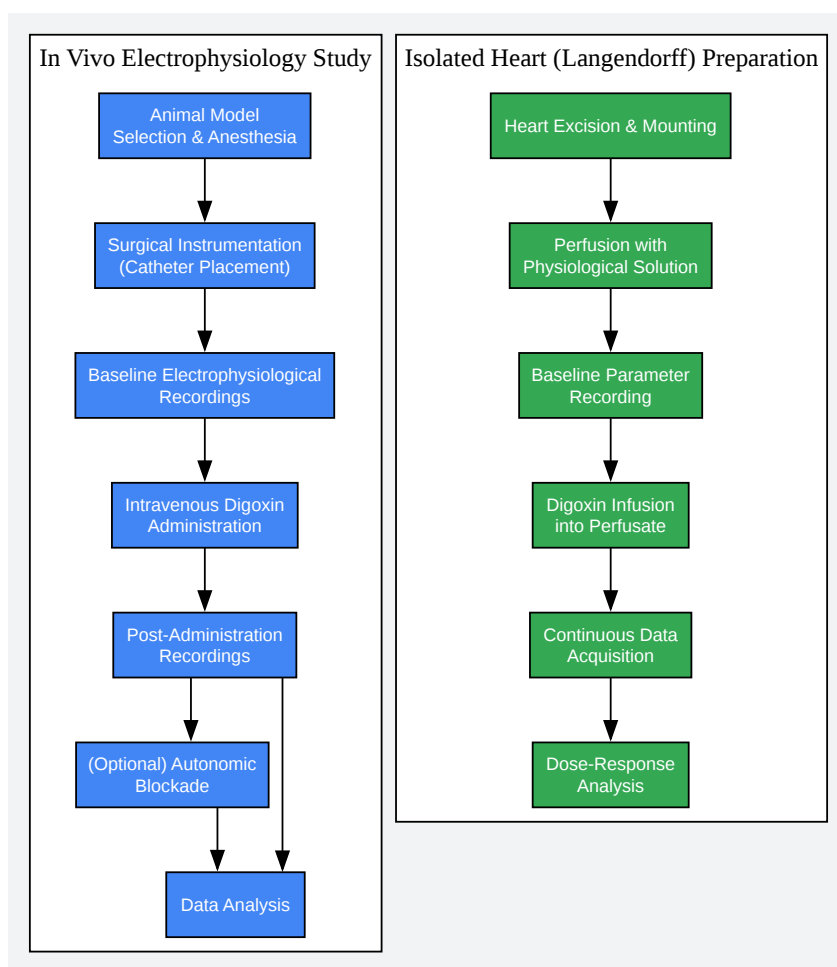 In Vivo Electrophysiology Study
Animal Model
Selection & Anesthesia
Surgical Instrumentation
(Catheter Placement)
Baseline Electrophysiological
Recordings
Intravenous Digoxin
Administration
Post-Administration
Recordings
(Optional) Autonomic
Blockade
Data Analysis
Isolated Heart (Langendorff) Preparation
Heart Excision & Mounting
Perfusion with
Physiological Solution
Baseline Parameter
Recording
Digoxin Infusion
into Perfusate
Continuous Data
Acquisition
Dose-Response
Analysis